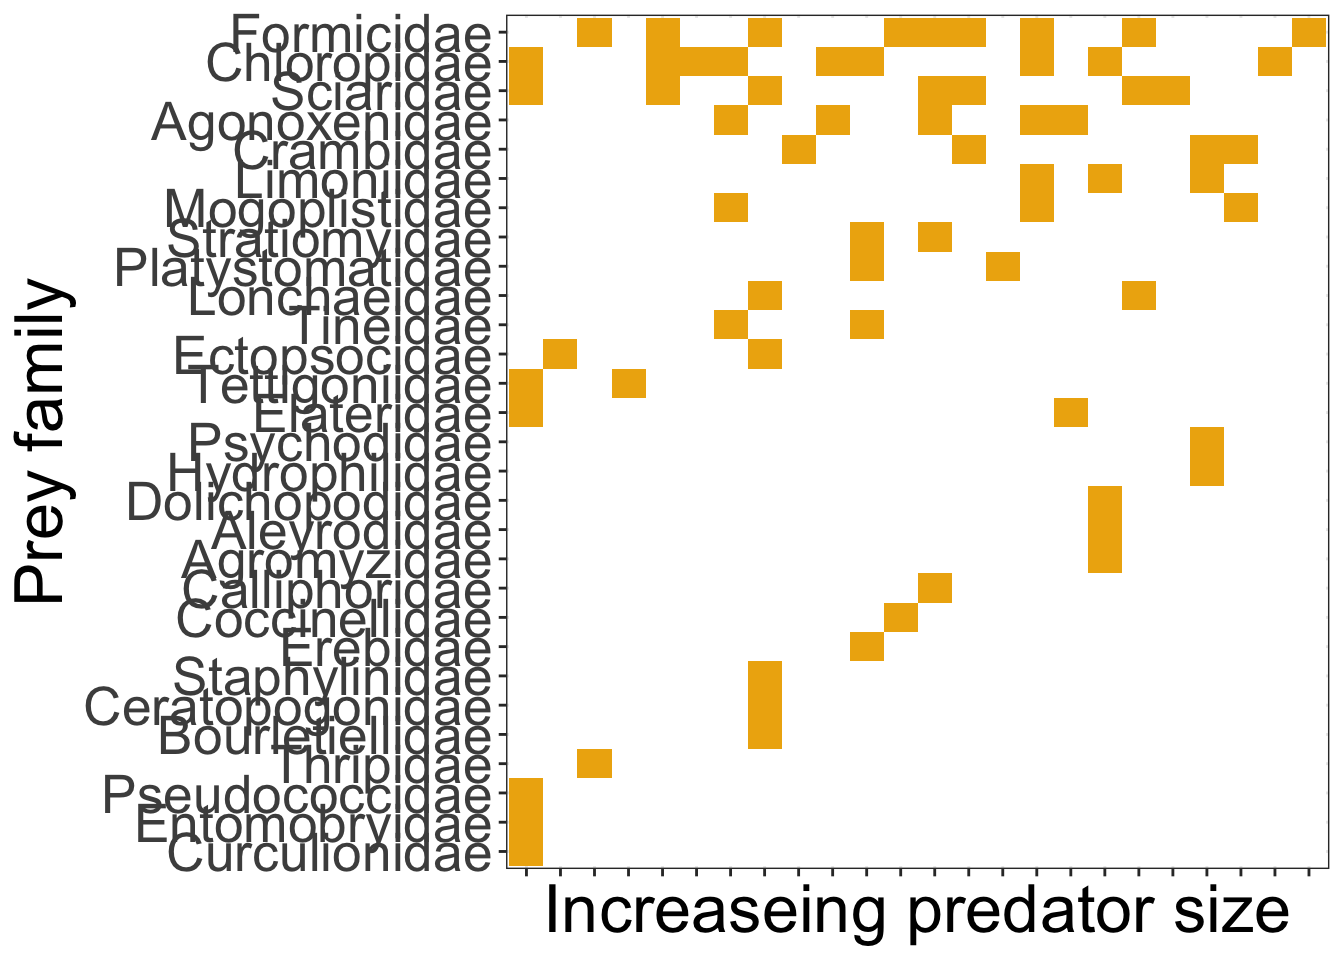 Prey family
Formicidae
Chloropidae
Sciaridae
Agonoxenidae
Crambidae
Limoniidae
Mogoplistidae
Stratiomyidae
Platystomatidae
Lonchaeidae
Tineidae
Ectopsocidae
Tettigoniidae
Elateridae
Psychodidae
Hydrophilidae
Dolichopodidae
Aleyrodidae
Agromyzidae
Calliphoridae
Coccinellidae
Erebidae
Staphylinidae
Ceratopogonidae
Bourletiellidae
Thripidae
Pseudococcidae
Entomobryidae
Curculionidae
Increaseing predator size